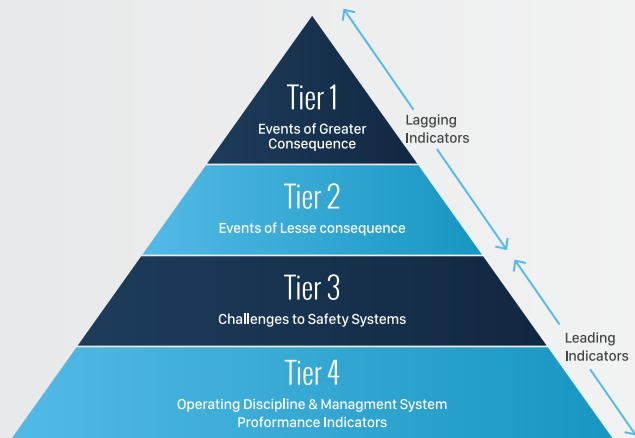 Tier 1
Events of Greater
Consequence
Lagging
Indicators
Tier 2
Events of Lesse consequence
Tier 3
Challenges to Safety Systems
Leading
Indicators
Tier 4
Operating Discipline & Managment System
Proformance Indicators